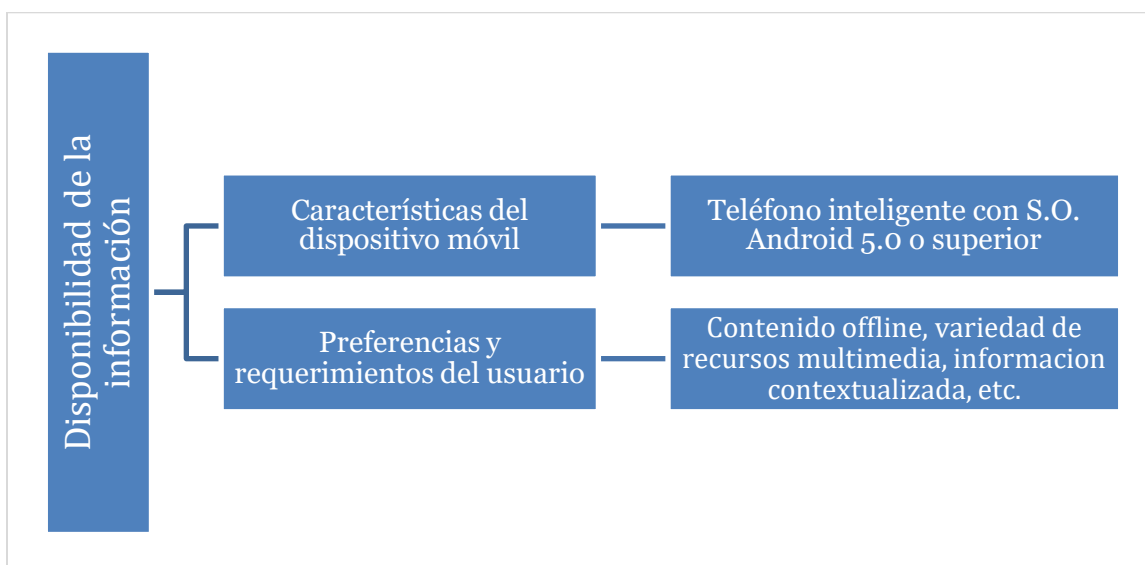 Disponibilidad de la
información
Características del
dispositivo móvil
Teléfono inteligente con S.O.
Android 5.0 o superior
Preferencias y
requerimientos del usuario
Contenido offline, variedad de
recursos multimedia, informacion
contextualizada, etc.